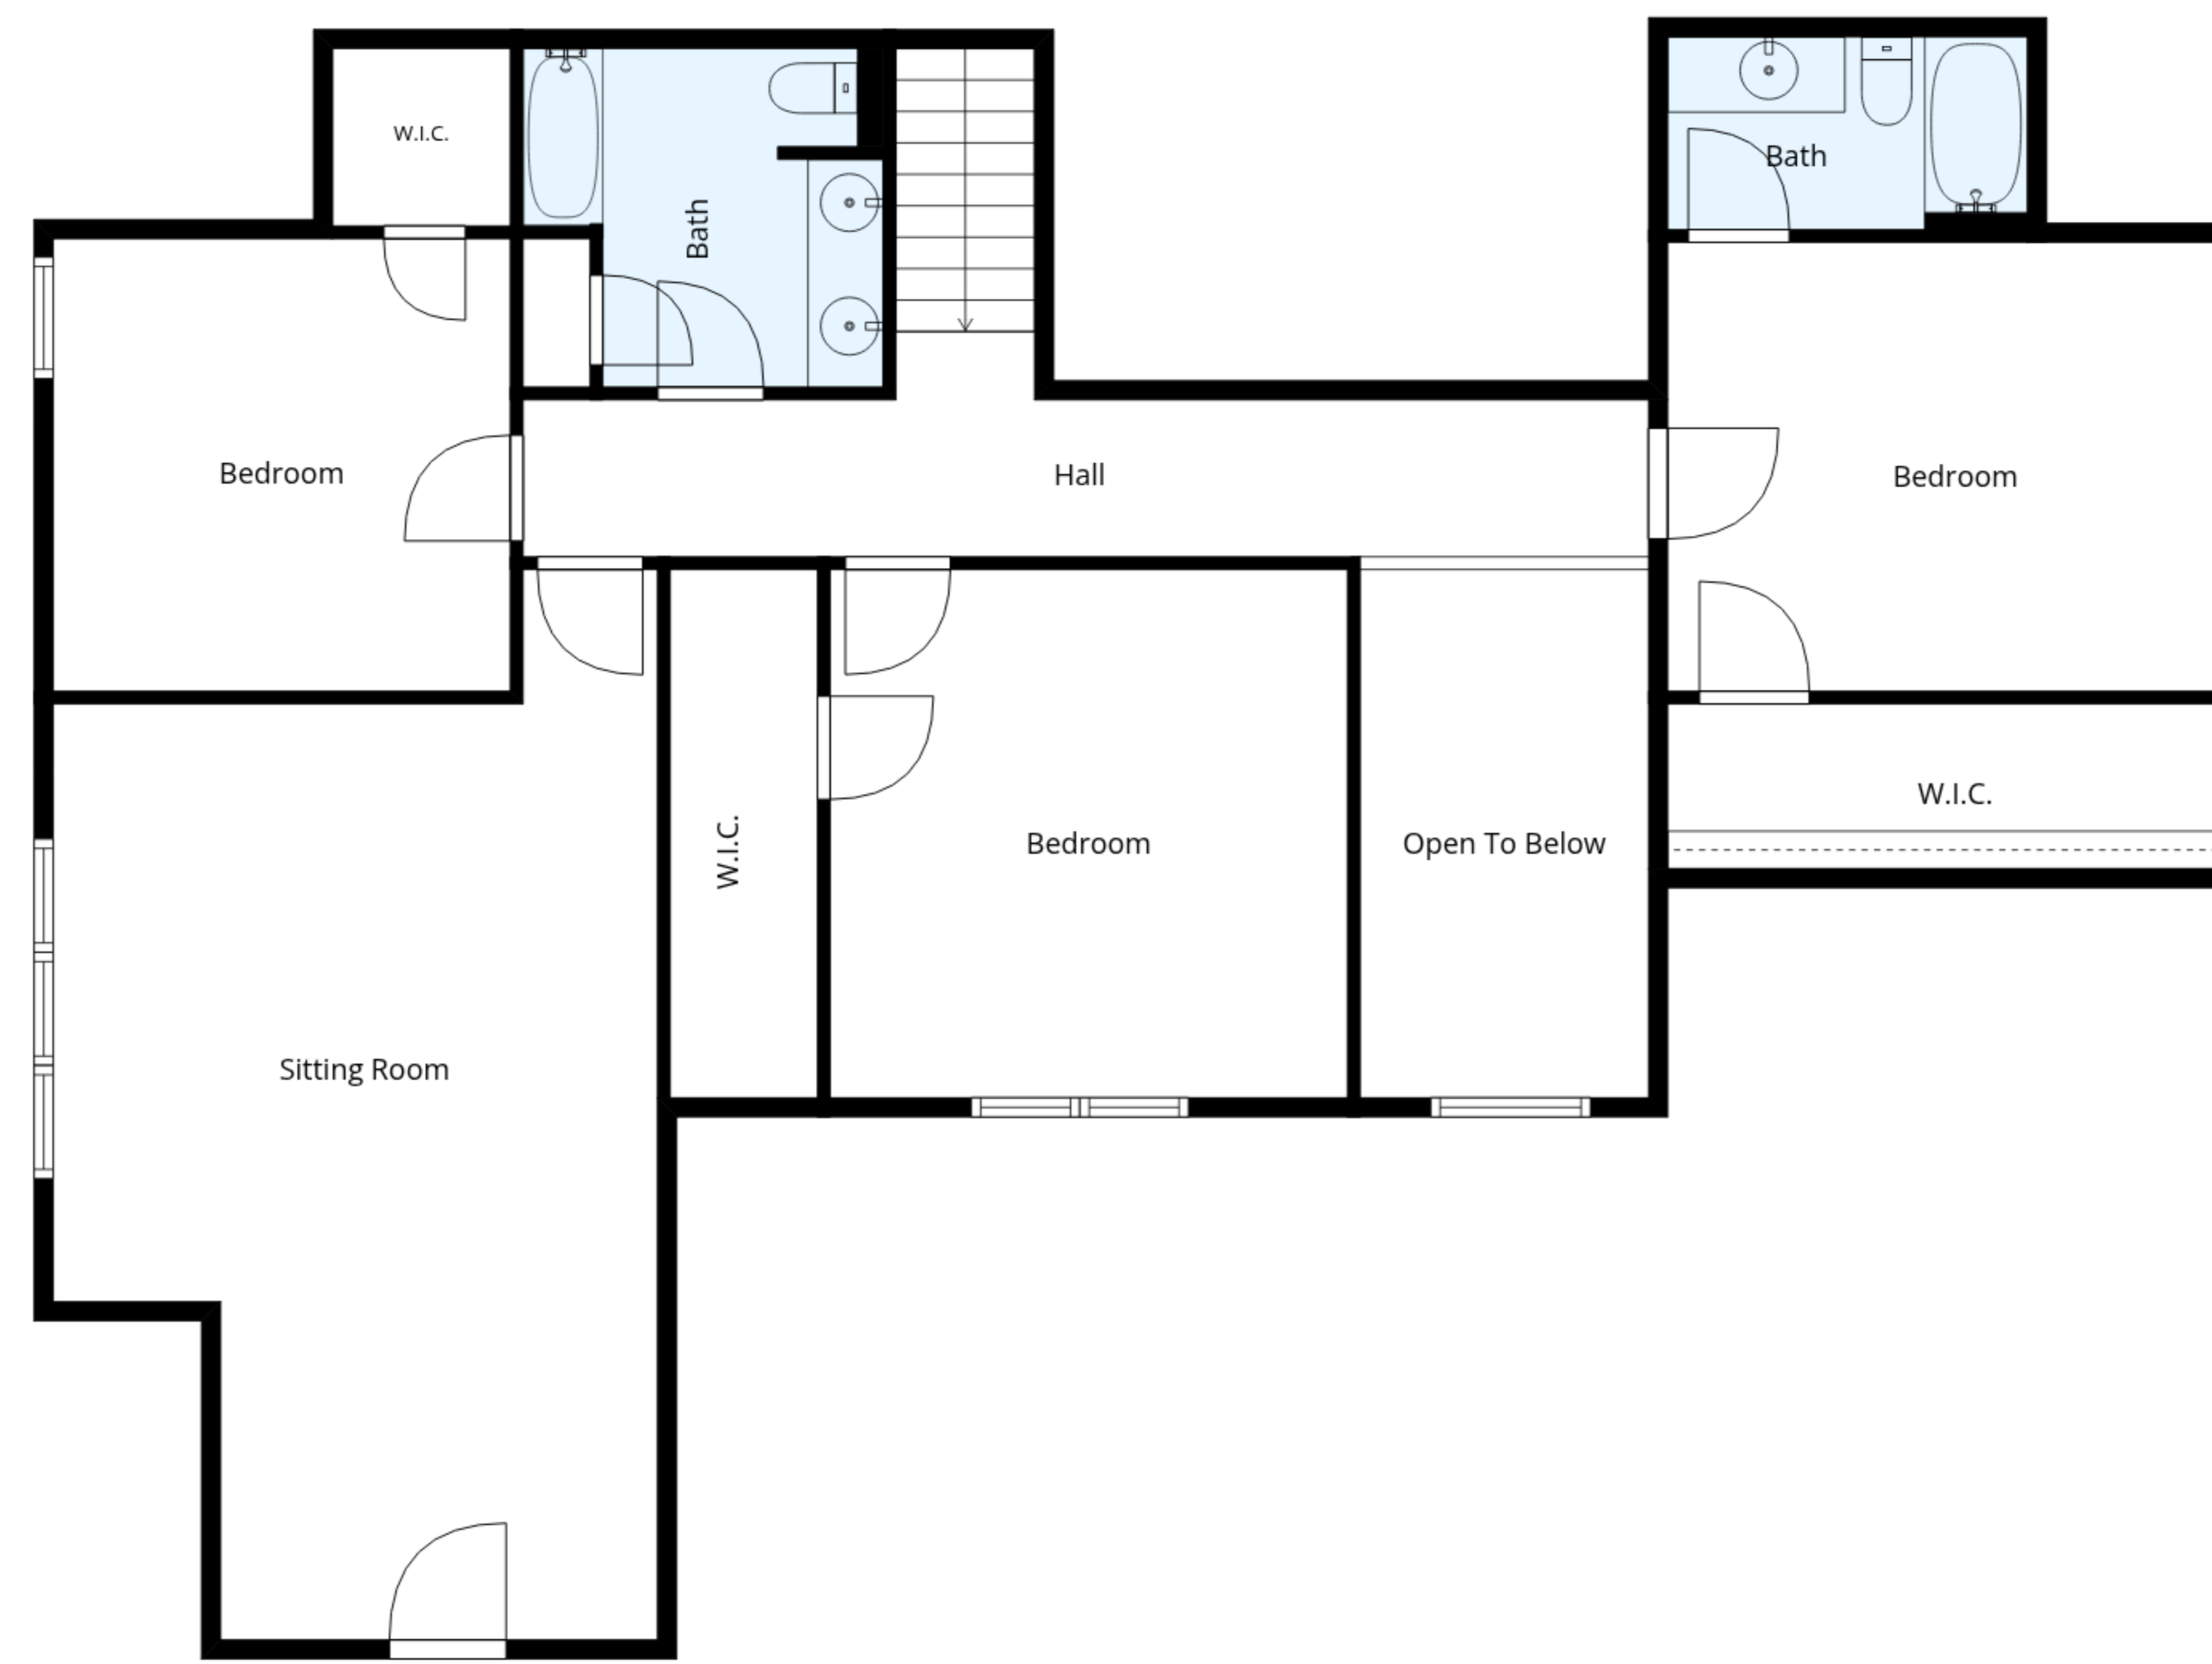 W.I.C.
Bath
Bath
Bedroom
Hall
Bedroom
W.I.C.
W.I.C.
Bedroom
Open To Below
Sitting Room